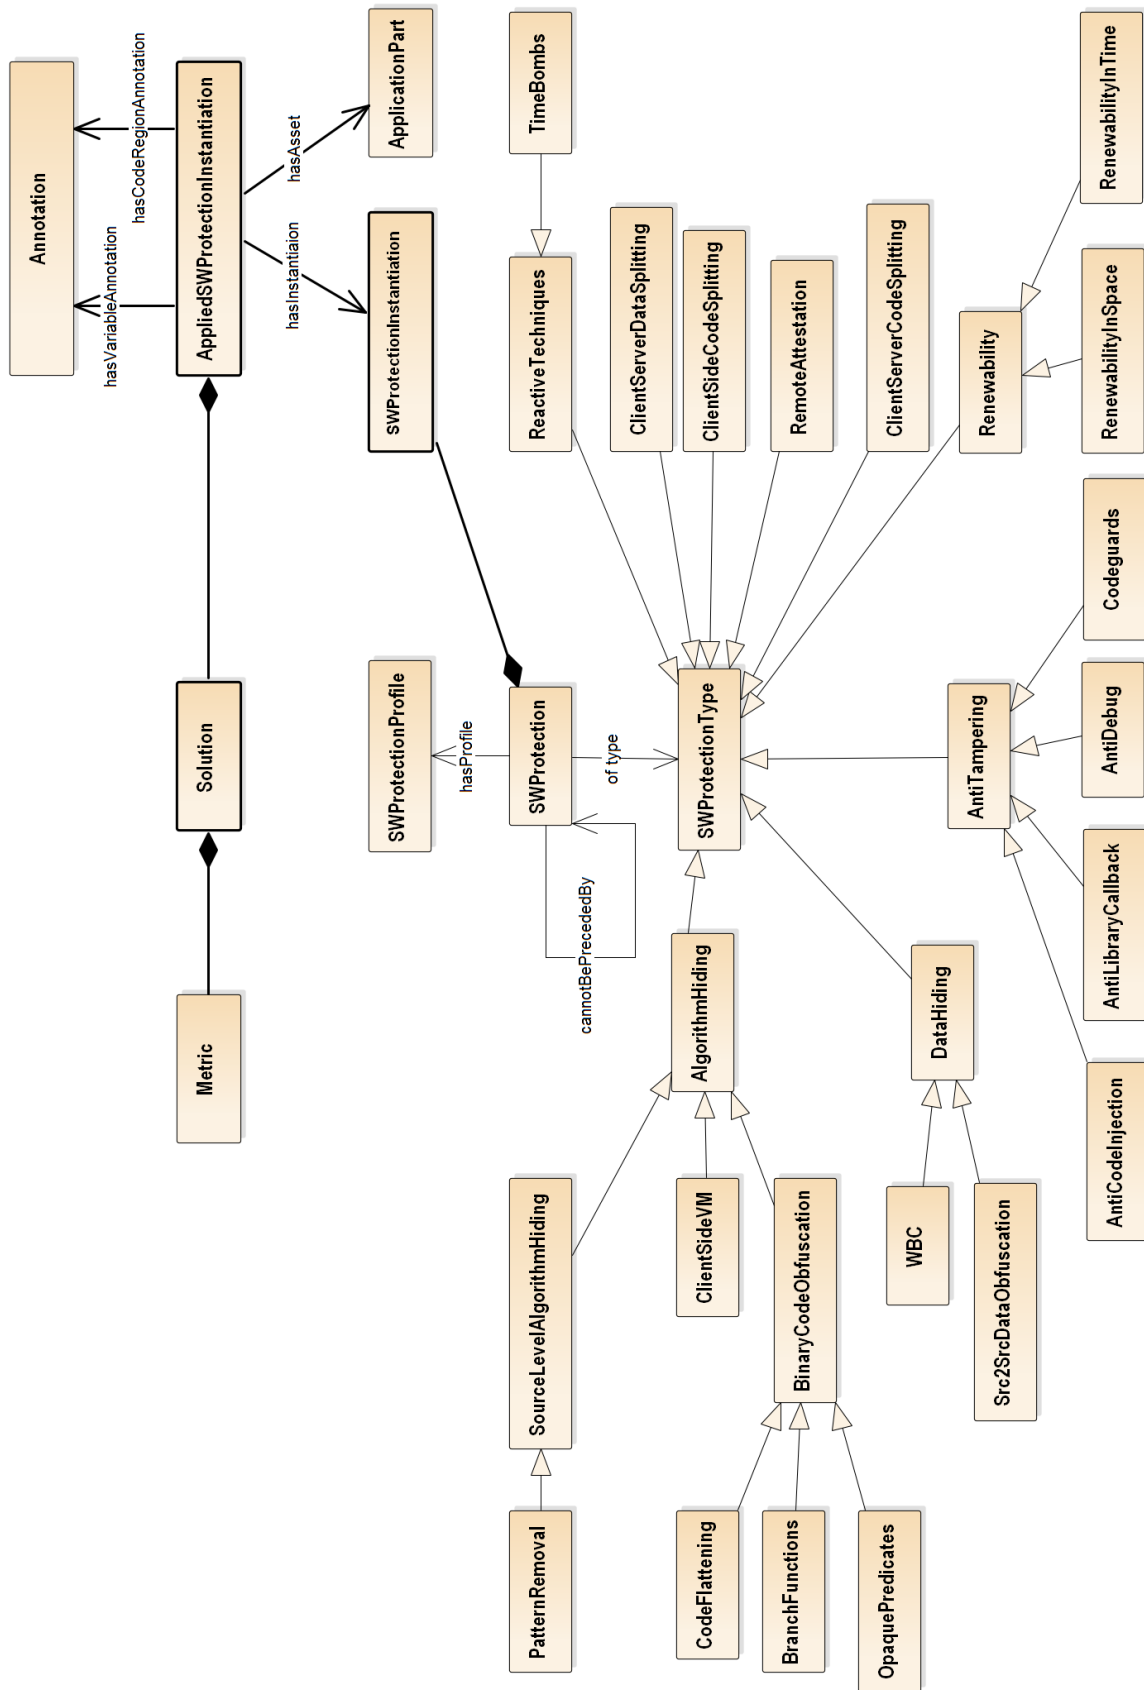 Metric
Solution
AppliedSWProtectionInstantiation
Annotation
hasVariableAnnotation
hasCodeRegionAnnotation
hasInstantiaion
hasAsset
SWProtectionInstantiation
ApplicationPart
SWProtectionProfile
hasProfile
SWProtection
cannotBePrecededBy
of type
SWProtectionType
PatternRemoval
SourceLevelAlgorithmHiding
AlgorithmHiding
ClientSideVM
BinaryCodeObfuscation
CodeFlattening
BranchFunctions
OpaquePredicates
DataHiding
WBC
Src2SrcDataObfuscation
AntiTampering
AntiCodeInjection
AntiLibraryCallback
AntiDebug
Codeguards
ReactiveTechniques
TimeBombs
ClientServerDataSplitting
ClientSideCodeSplitting
RemoteAttestation
ClientServerCodeSplitting
Renewability
RenewabilityInSpace
RenewabilityInTime